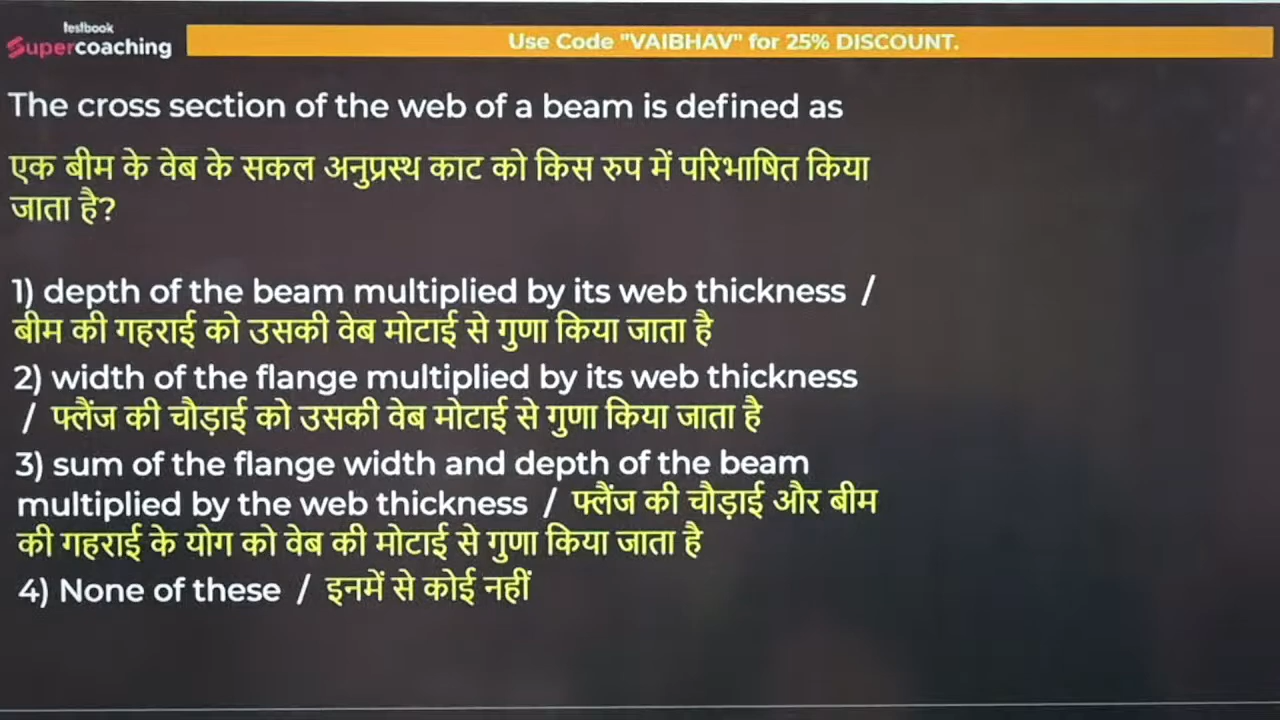 testbook
Supercoaching
Use Code "VAIBHAV" for 25% DISCOUNT.
The cross section of the web of a beam is defined as
एक बीम के वेब के सकल अनुप्रस्थ काट को किस रुप में परिभाषित किया
जाता है?
1) depth of the beam multiplied by its web thickness /
बीम की गहराई को उसकी वेब मोटाई से गुणा किया जाता है
2) width of the flange multiplied by its web thickness
/ फ्लैंज की चौड़ाई को उसकी वेब मोटाई से गुणा किया जाता है
3) sum of the flange width and depth of the beam
multiplied by the web thickness / फ्लैंज की चौड़ाई और बीम
की गहराई के योग को वेब की मोटाई से गुणा किया जाता है
4) None of these / इनमें से कोई नहीं